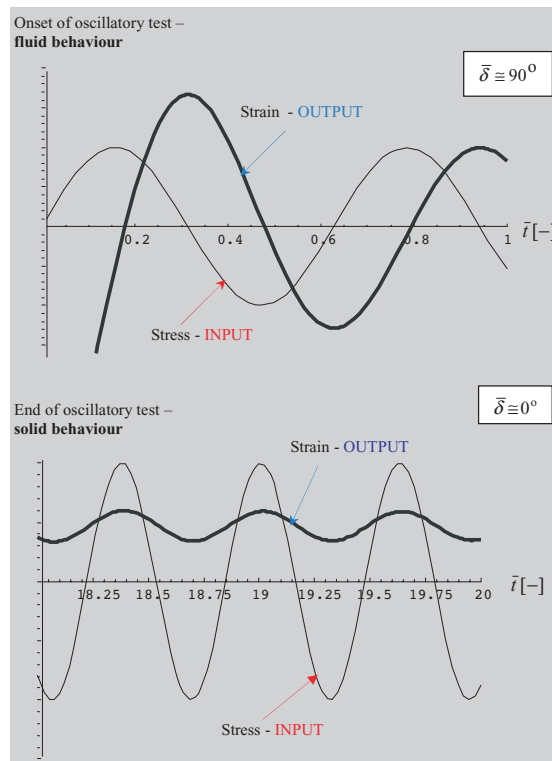 Onset of oscillatory test –
fluid behaviour
δ̄ ≅ 90°
Strain - OUTPUT
0.2 0.4 0.6 0.8 1
t̄ [–]
Stress - INPUT
End of oscillatory test –
solid behaviour
δ̄ ≅ 0°
Strain - OUTPUT
18.25 18.5 18.75 19 19.25 19.5 19.75 20
t̄ [–]
Stress - INPUT